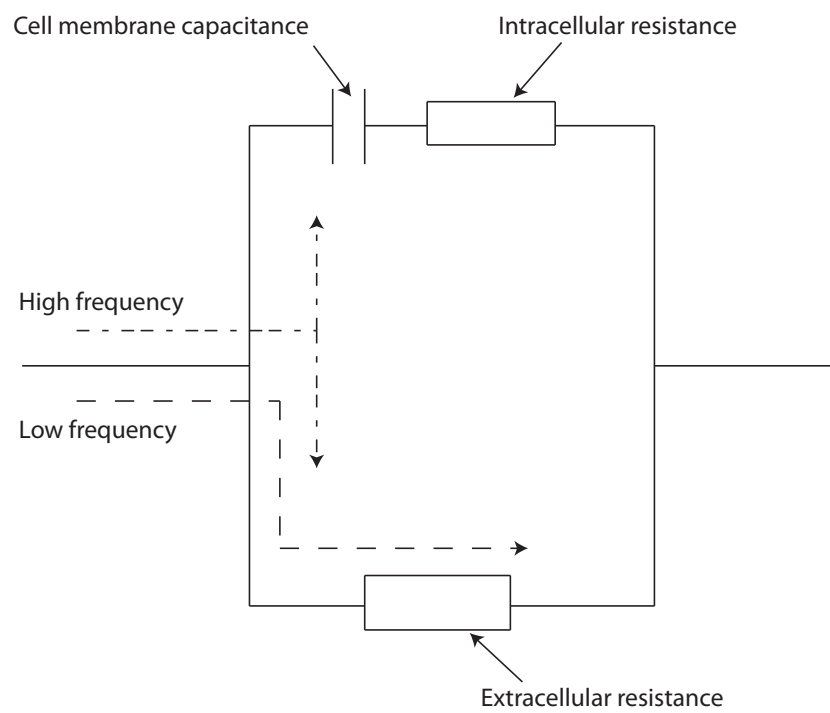 Cell membrane capacitance
Intracellular resistance
High frequency
Low frequency
Extracellular resistance